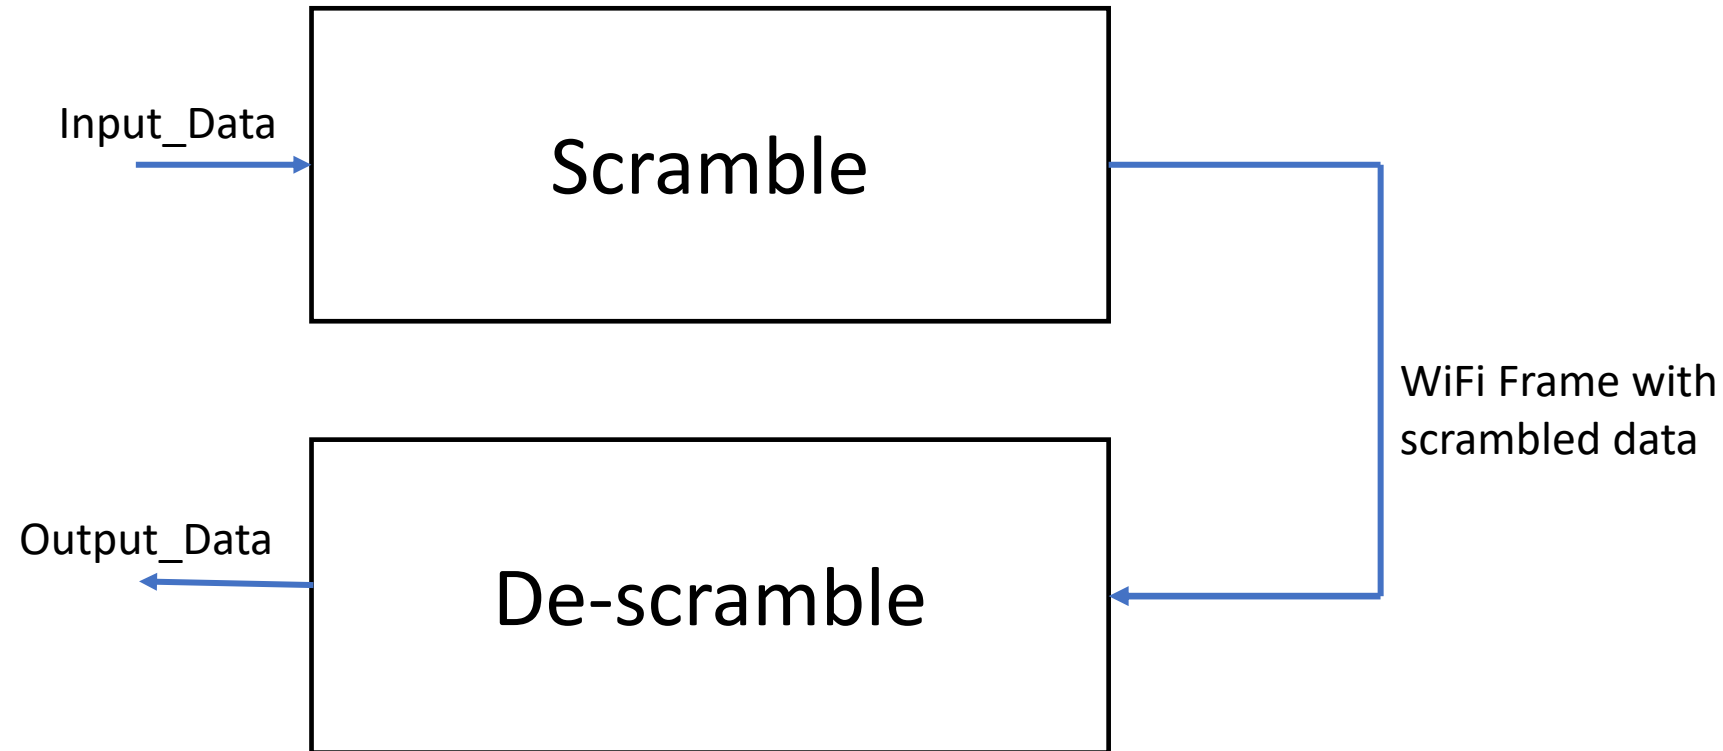 Input_Data
Scramble
WiFi Frame with
scrambled data
Output_Data
De-scramble